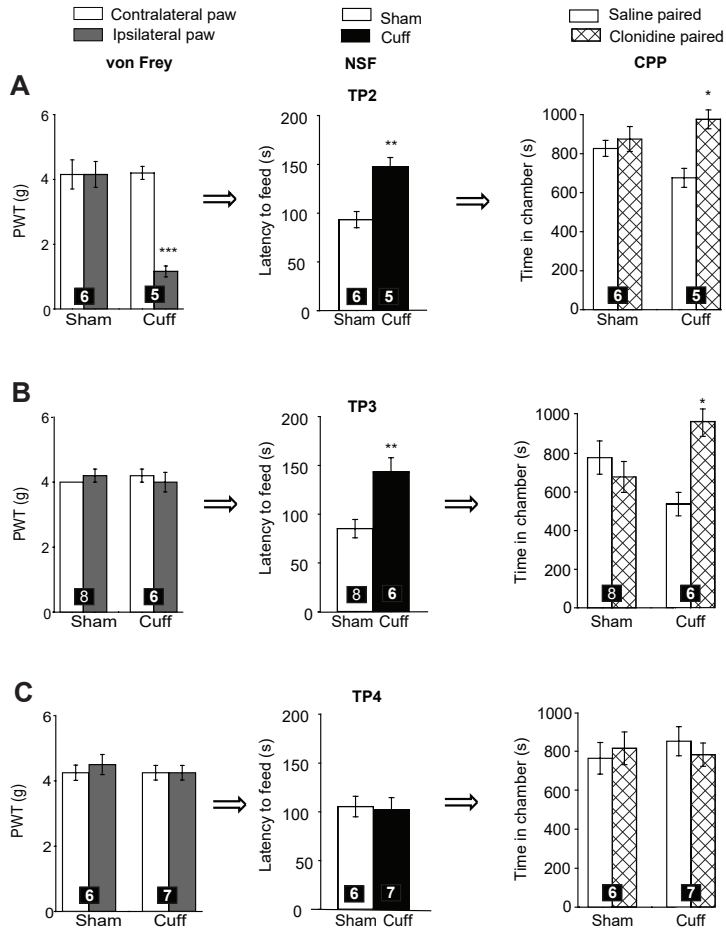 Contralateral paw
Ipsilateral paw
Sham
Cuff
Saline paired
Clonidine paired
von Frey
NSF
CPP
A
TP2
6
4
2
0
PWT (g)
***
6
5
Sham
Cuff
200
150
100
50
0
Latency to feed (s)
**
6
5
Sham Cuff
1000
800
600
400
200
0
Time in chamber (s)
*
6
5
Sham
Cuff
B
TP3
6
4
2
0
PWT (g)
8
6
Sham
Cuff
200
150
100
50
0
Latency to feed (s)
**
8
6
Sham Cuff
1000
800
600
400
200
0
Time in chamber (s)
*
8
6
Sham
Cuff
C
TP4
6
4
2
0
PWT (g)
6
7
Sham
Cuff
200
150
100
50
0
Latency to feed (s)
6
7
Sham Cuff
1000
800
600
400
200
0
Time in chamber (s)
6
7
Sham
Cuff